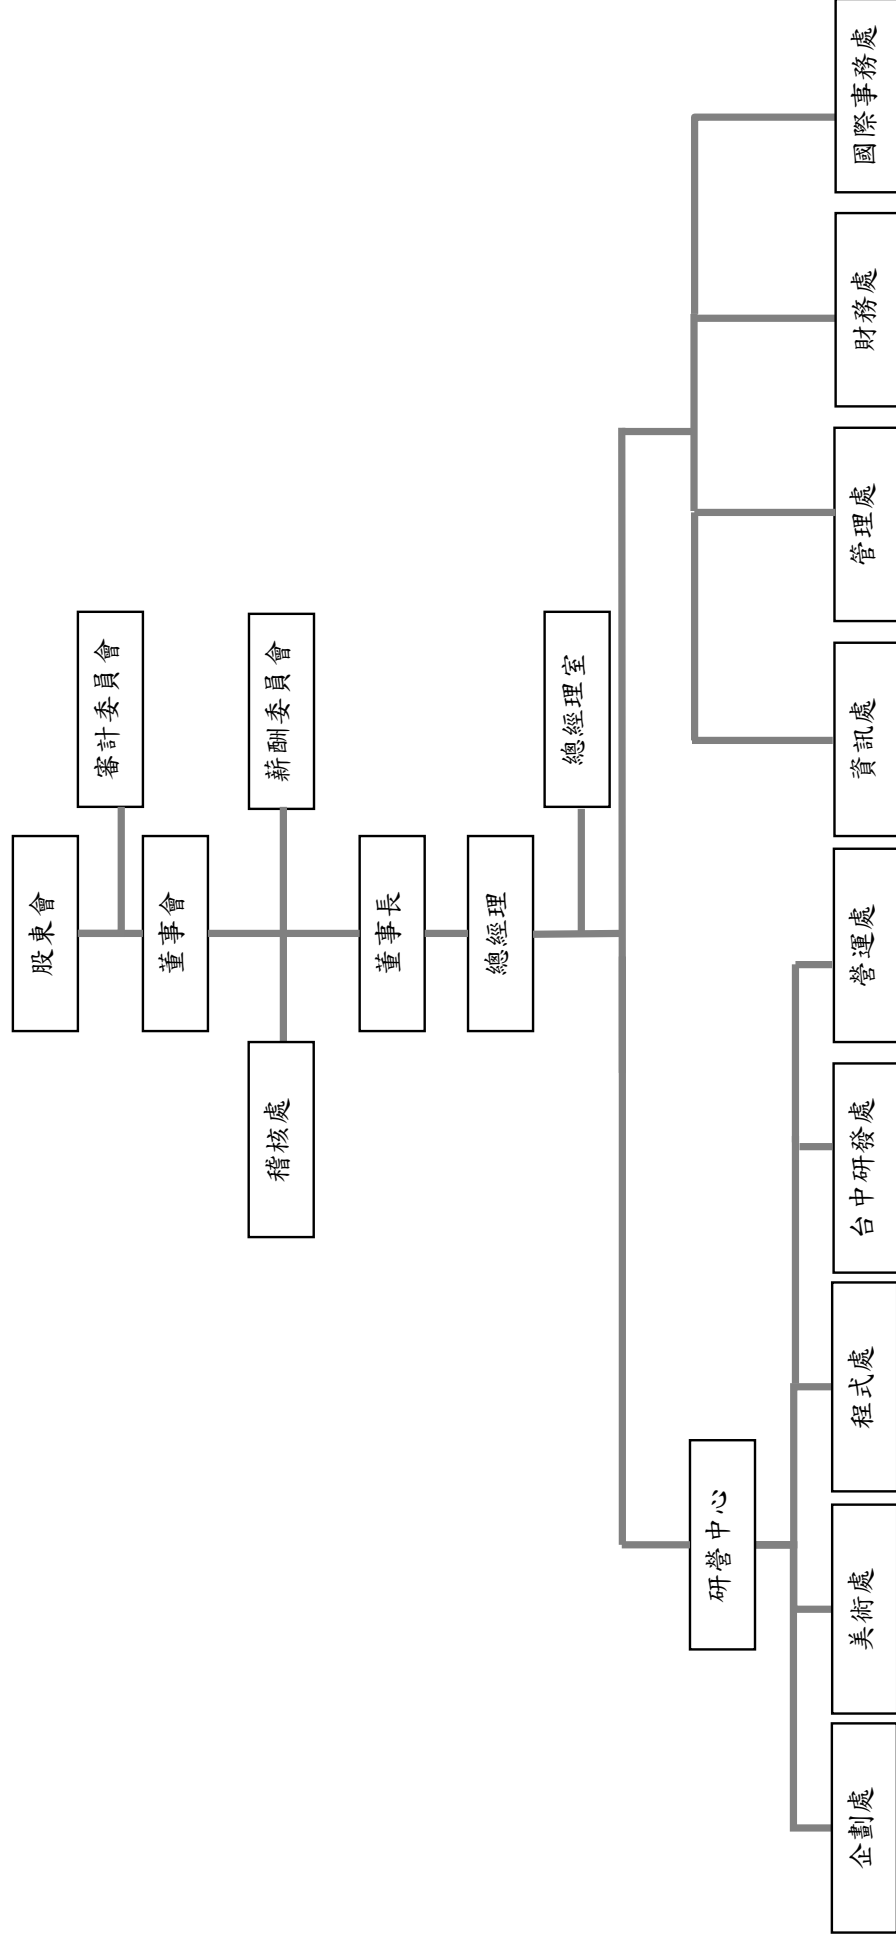 股東會
審計委員會
董事會
稽核處
薪酬委員會
董事長
總經理
總經理室
研營中心
企劃處
美術處
程式處
台中研發處
營運處
資訊處
管理處
財務處
國際事務處